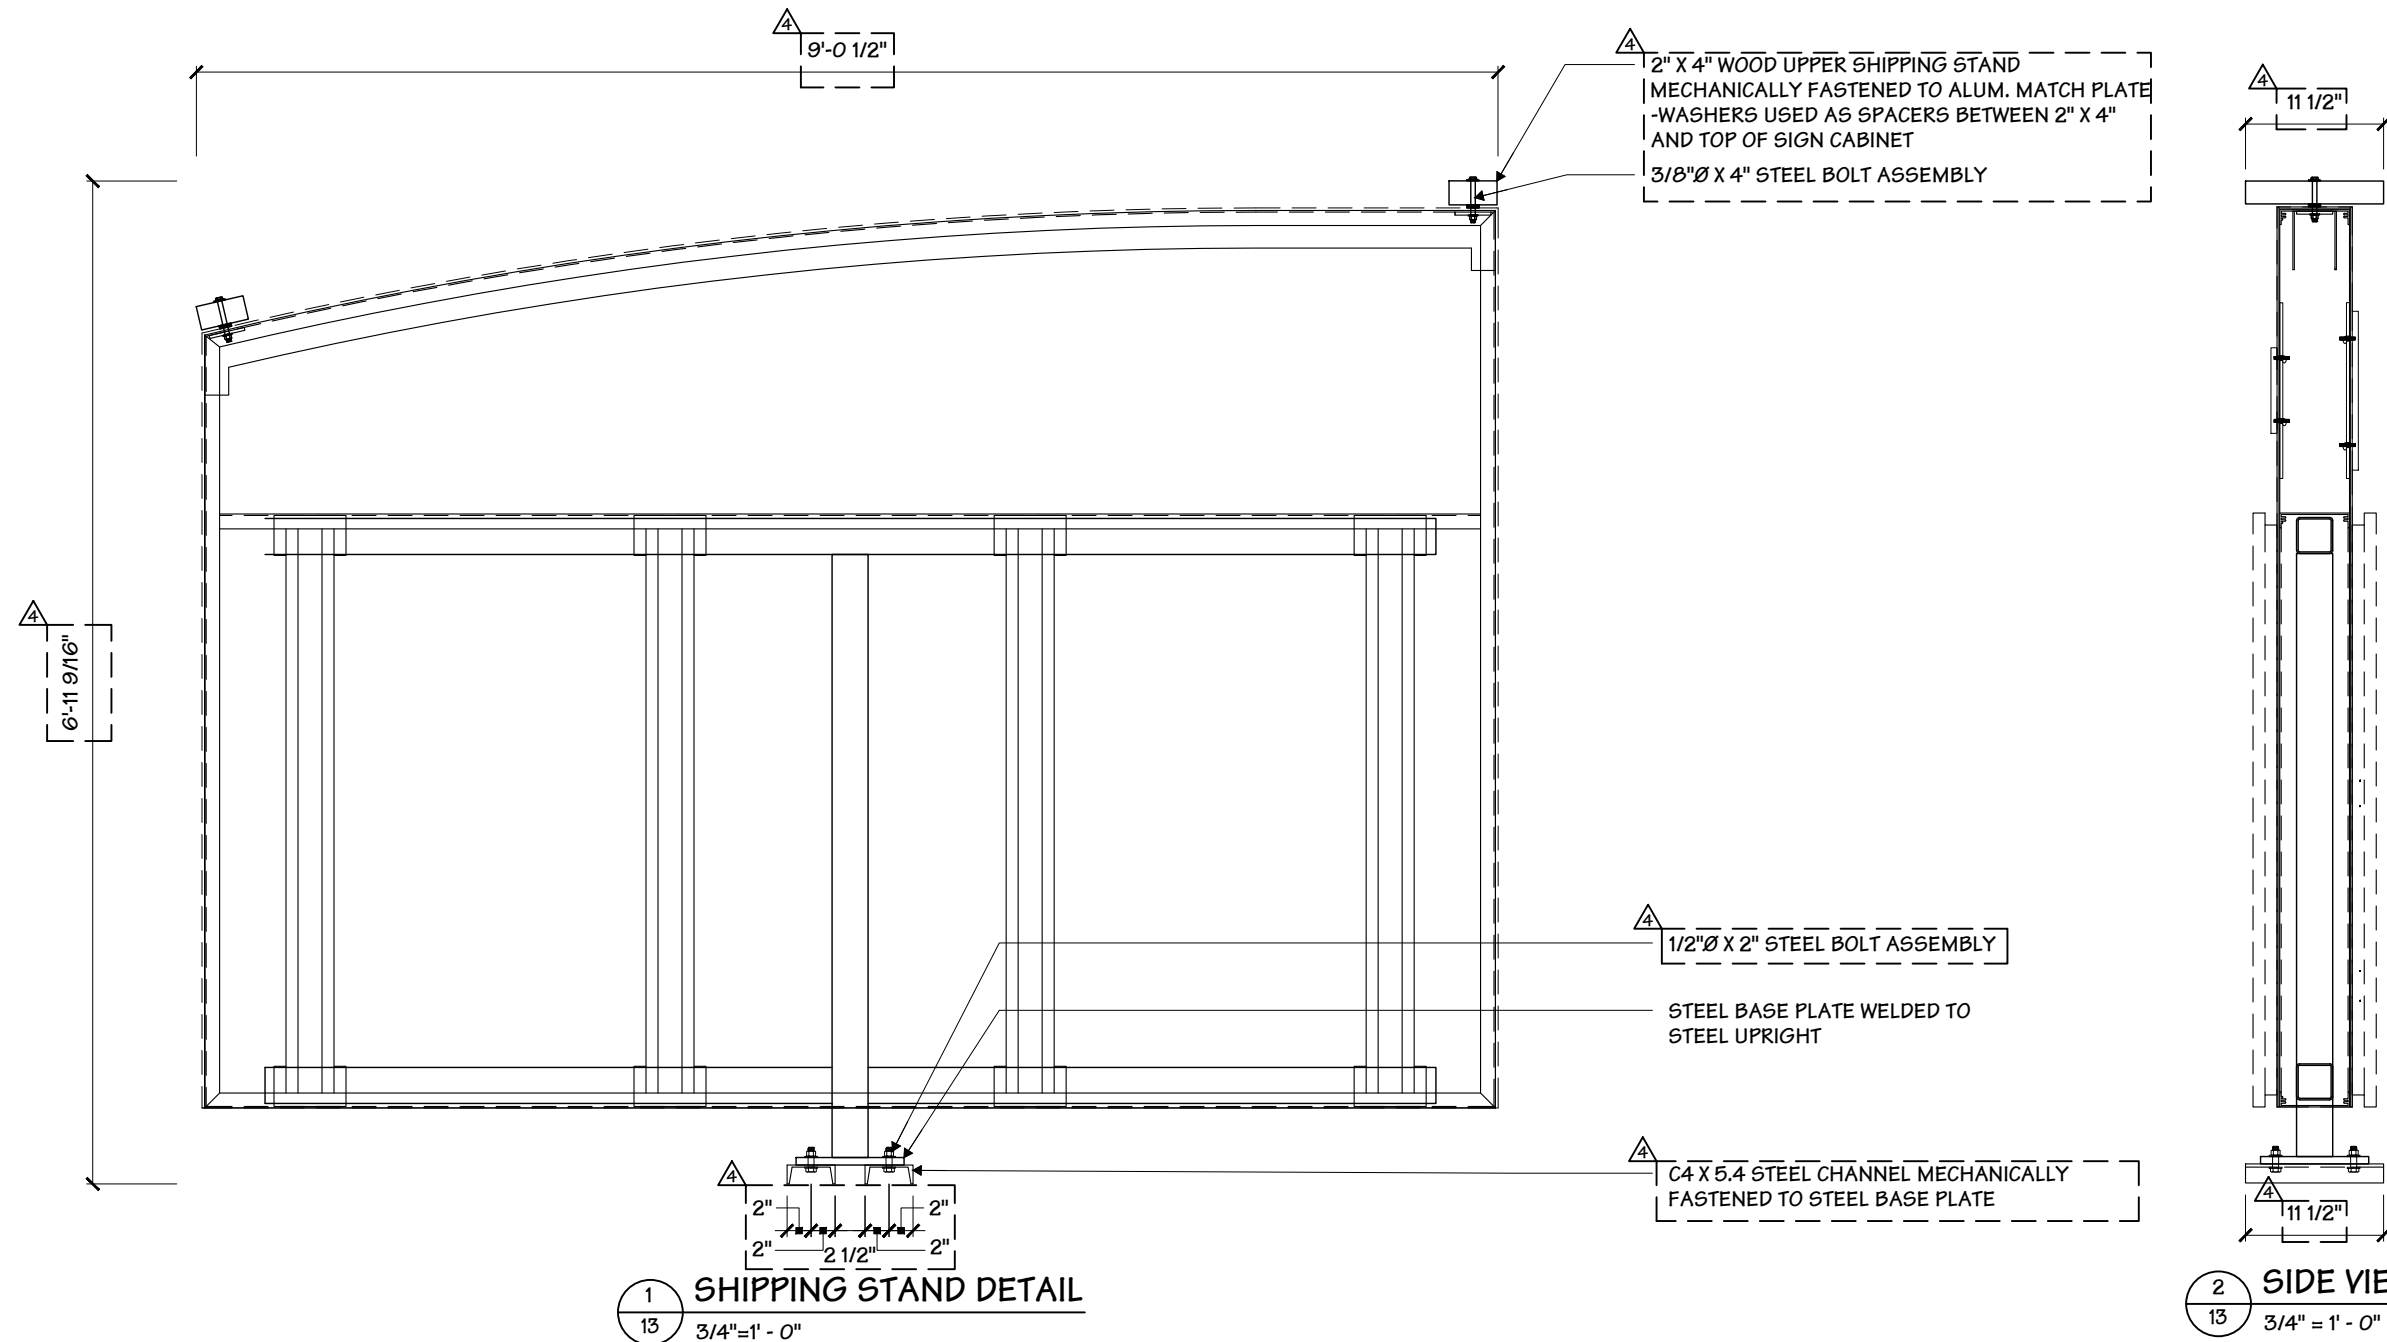 4
9'-0 1/2"
4
2" X 4" WOOD UPPER SHIPPING STAND
MECHANICALLY FASTENED TO ALUM. MATCH PLATE
-WASHERS USED AS SPACERS BETWEEN 2" X 4"
AND TOP OF SIGN CABINET
3/8"Ø X 4" STEEL BOLT ASSEMBLY
4
11 1/2"
4
6'-11 9/16"
4
1/2"Ø X 2" STEEL BOLT ASSEMBLY
STEEL BASE PLATE WELDED TO
STEEL UPRIGHT
4
C4 X 5.4 STEEL CHANNEL MECHANICALLY
FASTENED TO STEEL BASE PLATE
4
2" 2"
2" 2 1/2" 2"
4
11 1/2"
1
13
SHIPPING STAND DETAIL
3/4"=1' - 0"
2
13
SIDE VIE
3/4" = 1' - 0"